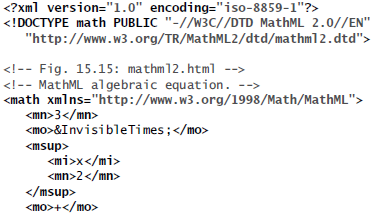 <?xml version="1.0" encoding="iso-8859-1"?>
<!DOCTYPE math PUBLIC "-//W3C//DTD MathML 2.0//EN"
"http://www.w3.org/TR/MathML2/dtd/mathml2.dtd">
<!-- Fig. 15.15: mathml2.html -->
<!-- MathML algebraic equation. -->
<math xmlns="http://www.w3.org/1998/Math/MathML">
<mn>3</mn>
<mo>&InvisibleTimes;</mo>
<msup>
<mi>x</mi>
<mn>2</mn>
</msup>
<mo>+</mo>